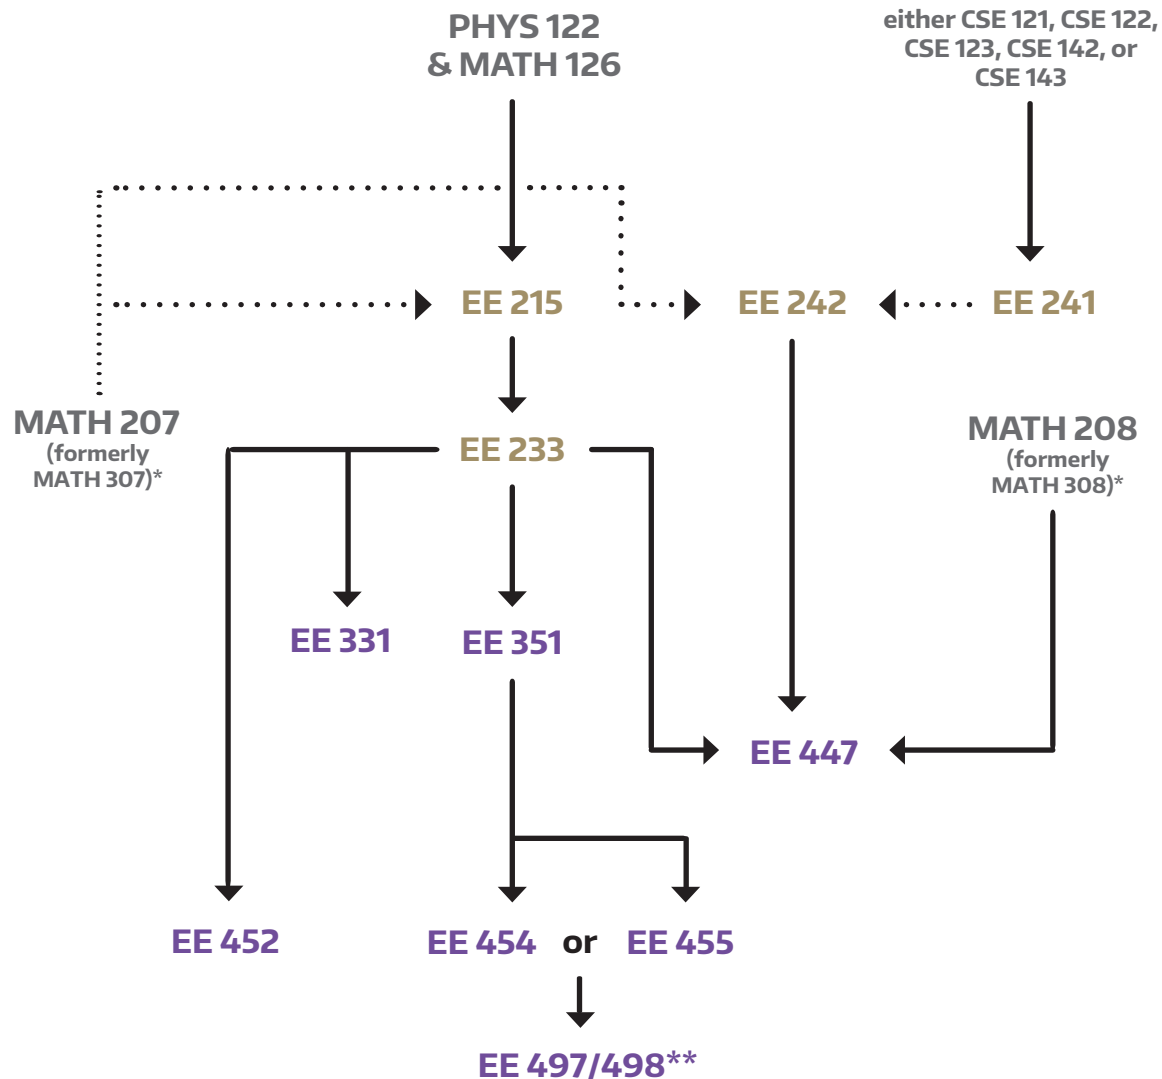 PHYS 122
& MATH 126
either CSE 121, CSE 122,
CSE 123, CSE 142, or
CSE 143
EE 215
EE 242
EE 241
MATH 207
(formerly
MATH 307)*
EE 233
MATH 208
(formerly
MATH 308)*
EE 331
EE 351
EE 447
EE 452
EE 454 or EE 455
EE 497/498**